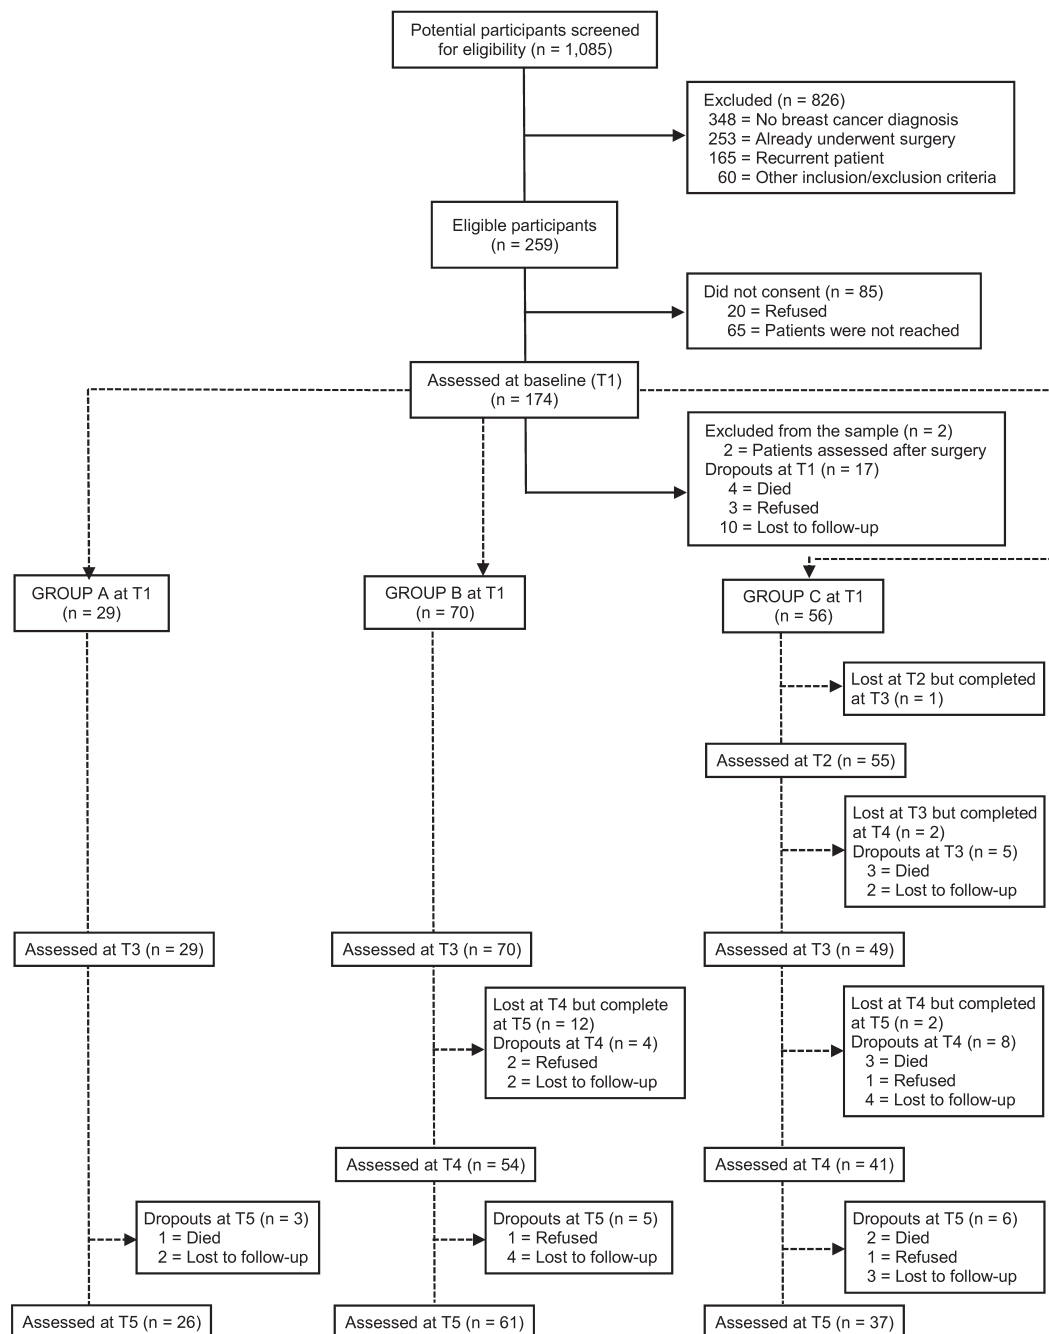 Potential participants screened
for eligibility (n = 1,085)
Excluded (n = 826)
348 = No breast cancer diagnosis
253 = Already underwent surgery
165 = Recurrent patient
60 = Other inclusion/exclusion criteria
Eligible participants
(n = 259)
Did not consent (n = 85)
20 = Refused
65 = Patients were not reached
Assessed at baseline (T1)
(n = 174)
Excluded from the sample (n = 2)
2 = Patients assessed after surgery
Dropouts at T1 (n = 17)
4 = Died
3 = Refused
10 = Lost to follow-up
GROUP A at T1
(n = 29)
GROUP B at T1
(n = 70)
GROUP C at T1
(n = 56)
Lost at T2 but completed
at T3 (n = 1)
Assessed at T2 (n = 55)
Lost at T3 but completed
at T4 (n = 2)
Dropouts at T3 (n = 5)
3 = Died
2 = Lost to follow-up
Assessed at T3 (n = 29)
Assessed at T3 (n = 70)
Assessed at T3 (n = 49)
Lost at T4 but complete
at T5 (n = 12)
Dropouts at T4 (n = 4)
2 = Refused
2 = Lost to follow-up
Lost at T4 but completed
at T5 (n = 2)
Dropouts at T4 (n = 8)
3 = Died
1 = Refused
4 = Lost to follow-up
Assessed at T4 (n = 54)
Assessed at T4 (n = 41)
Dropouts at T5 (n = 3)
1 = Died
2 = Lost to follow-up
Dropouts at T5 (n = 5)
1 = Refused
4 = Lost to follow-up
Dropouts at T5 (n = 6)
2 = Died
1 = Refused
3 = Lost to follow-up
Assessed at T5 (n = 26)
Assessed at T5 (n = 61)
Assessed at T5 (n = 37)